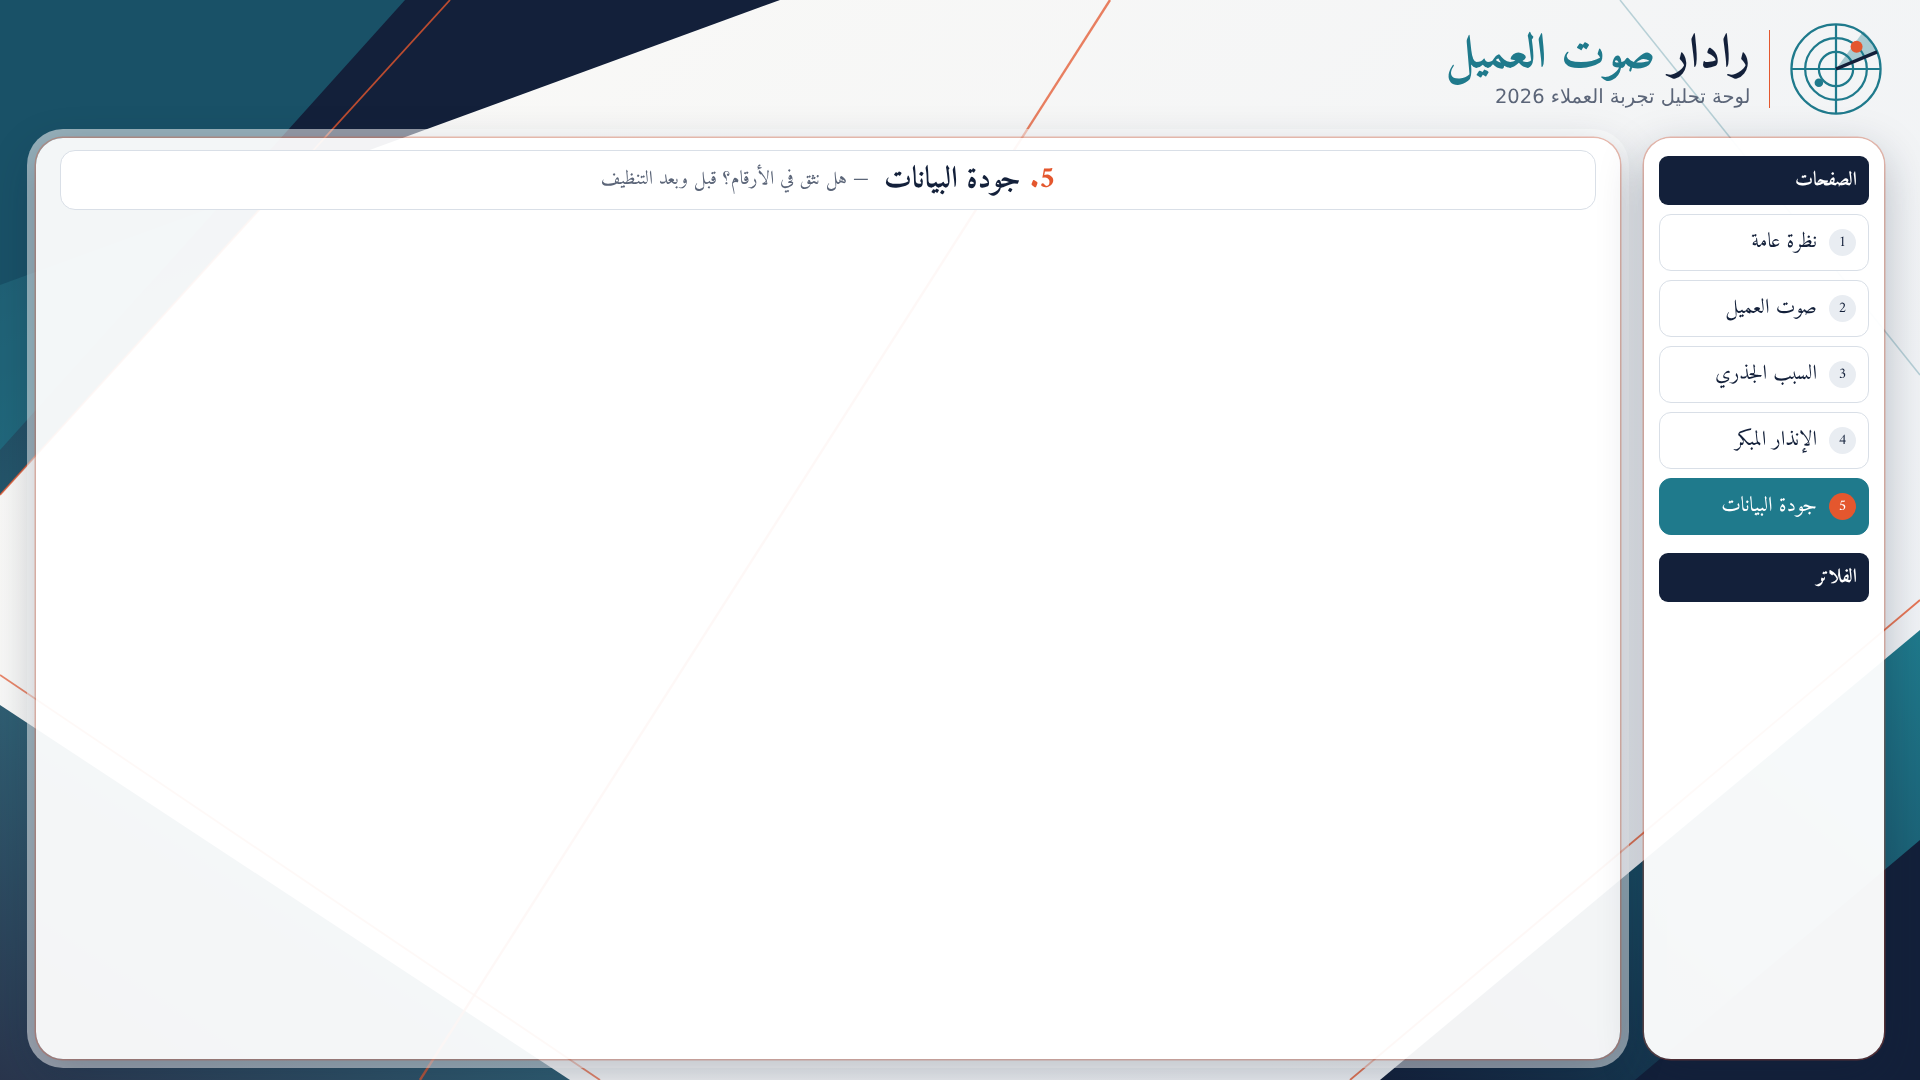 رادار صوت العميل
لوحة تحليل تجربة العملاء 2026
5. جودة البيانات – هل نثق في الأرقام؟ قبل وبعد التنظيف
الصفحات
1 نظرة عامة
2 صوت العميل
3 السبب الجذري
4 الإنذار المبكر
5 جودة البيانات
الفلاتر